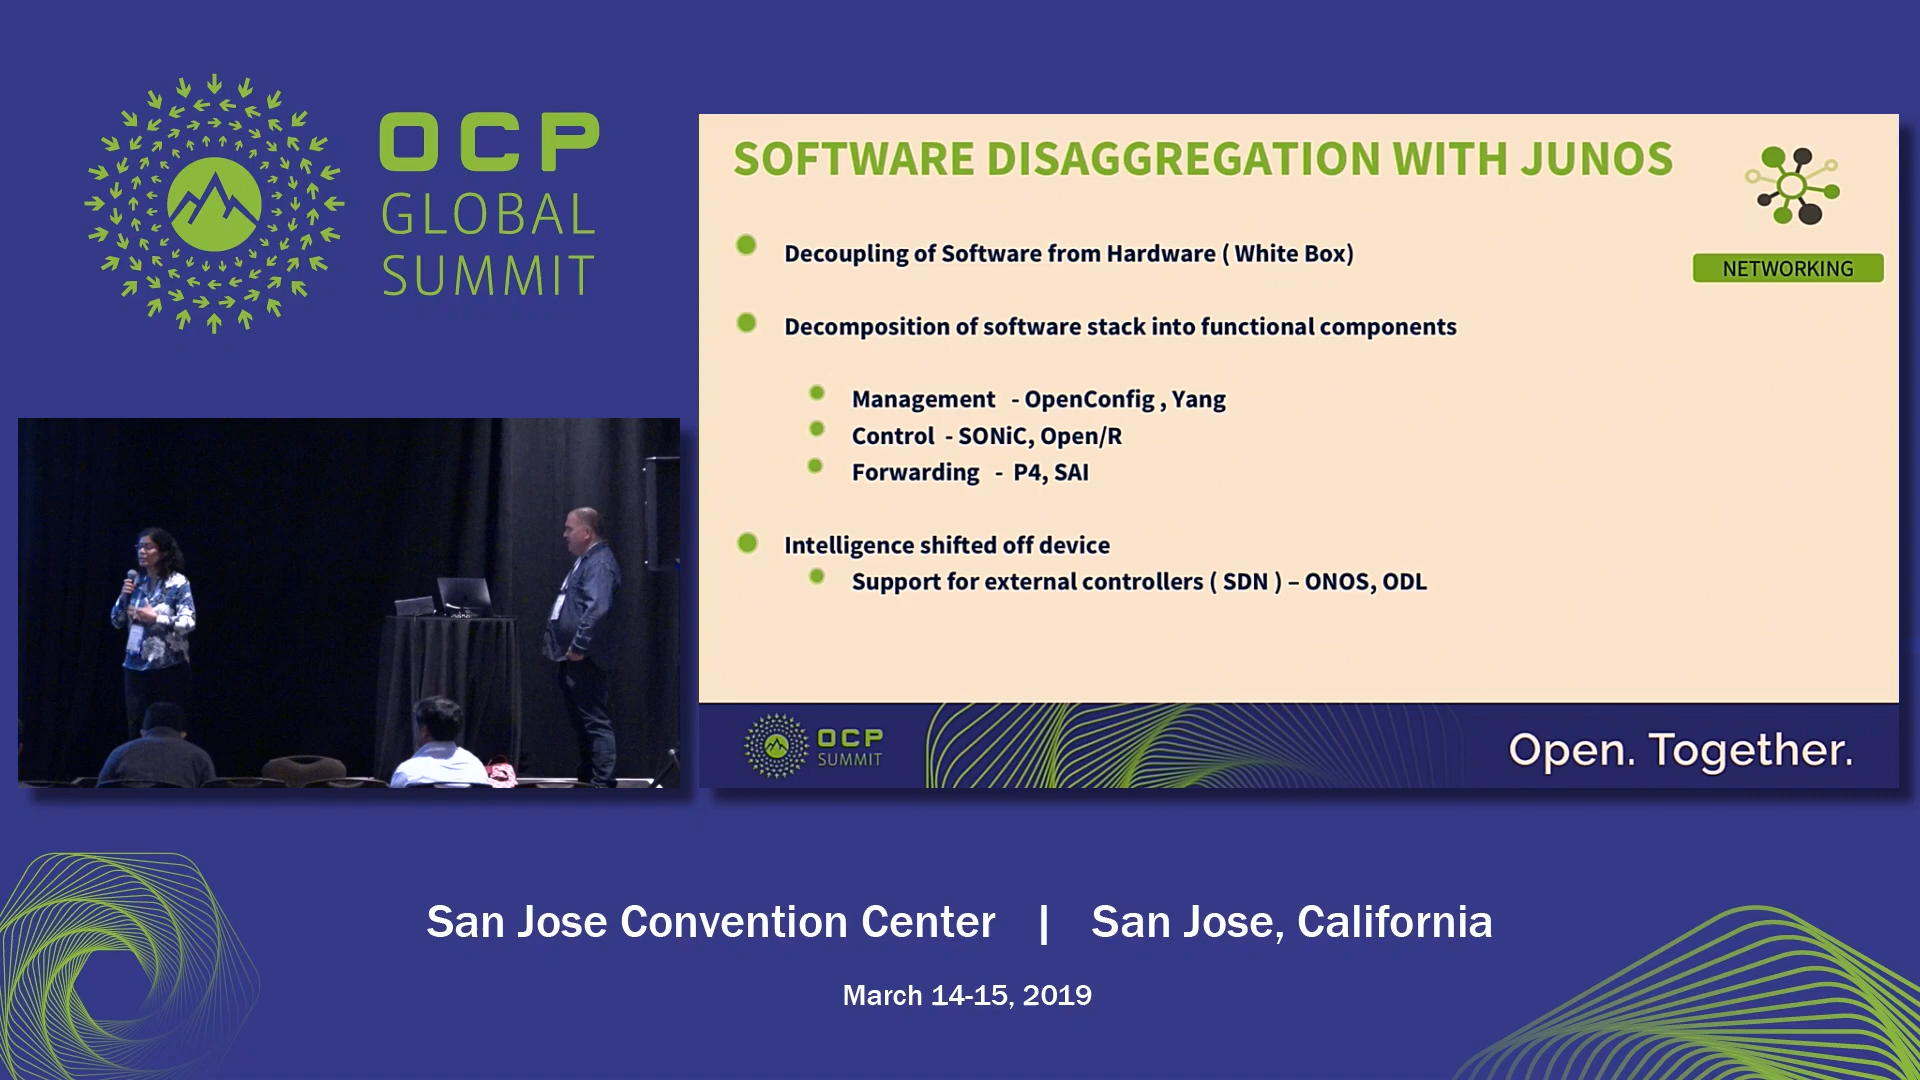 OCP
GLOBAL
SUMMIT
SOFTWARE DISAGGREGATION WITH JUNOS
NETWORKING
Decoupling of Software from Hardware ( White Box)
Decomposition of software stack into functional components
Management - OpenConfig , Yang
Control - SONiC, Open/R
Forwarding - P4, SAI
Intelligence shifted off device
Support for external controllers ( SDN ) – ONOS, ODL
OCP
SUMMIT
Open. Together.
San Jose Convention Center | San Jose, California
March 14-15, 2019